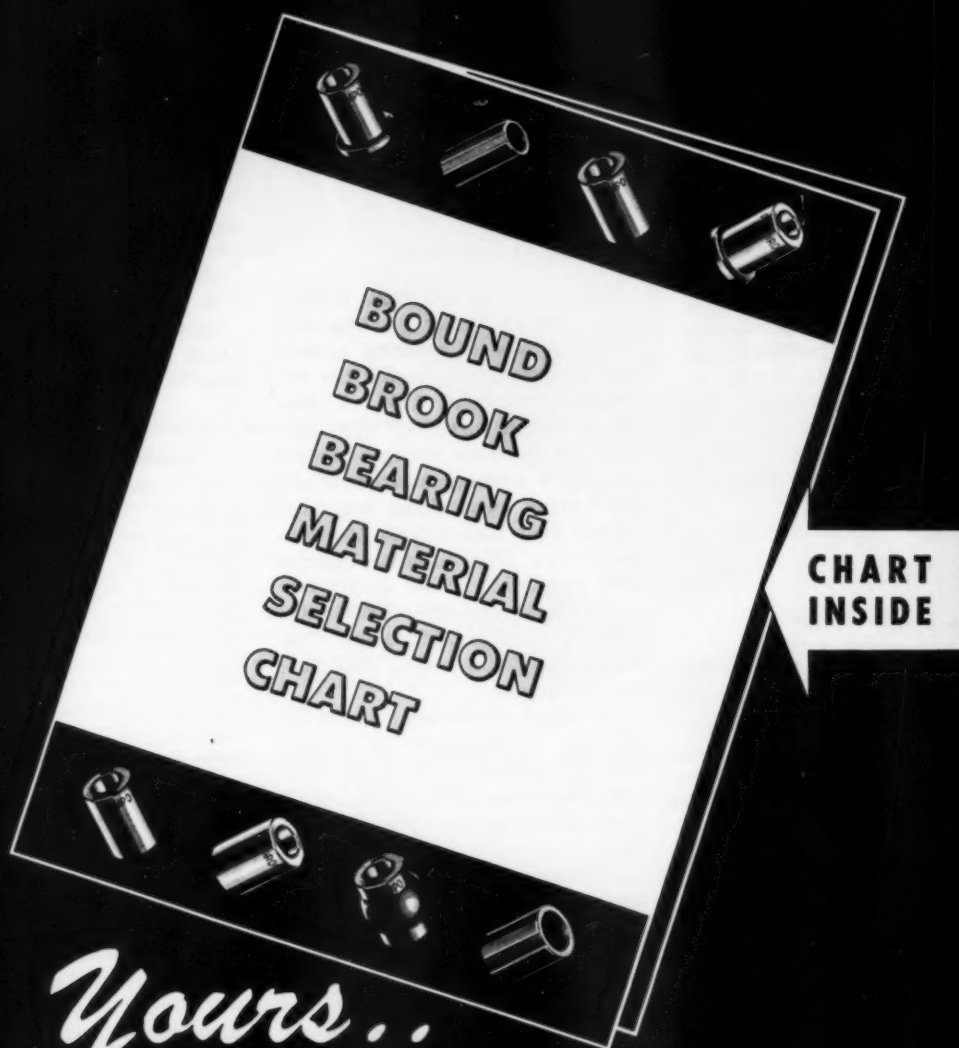 BOUND
BROOK
BEARING
MATERIAL
SELECTION
CHART
CHART
INSIDE
Yours..